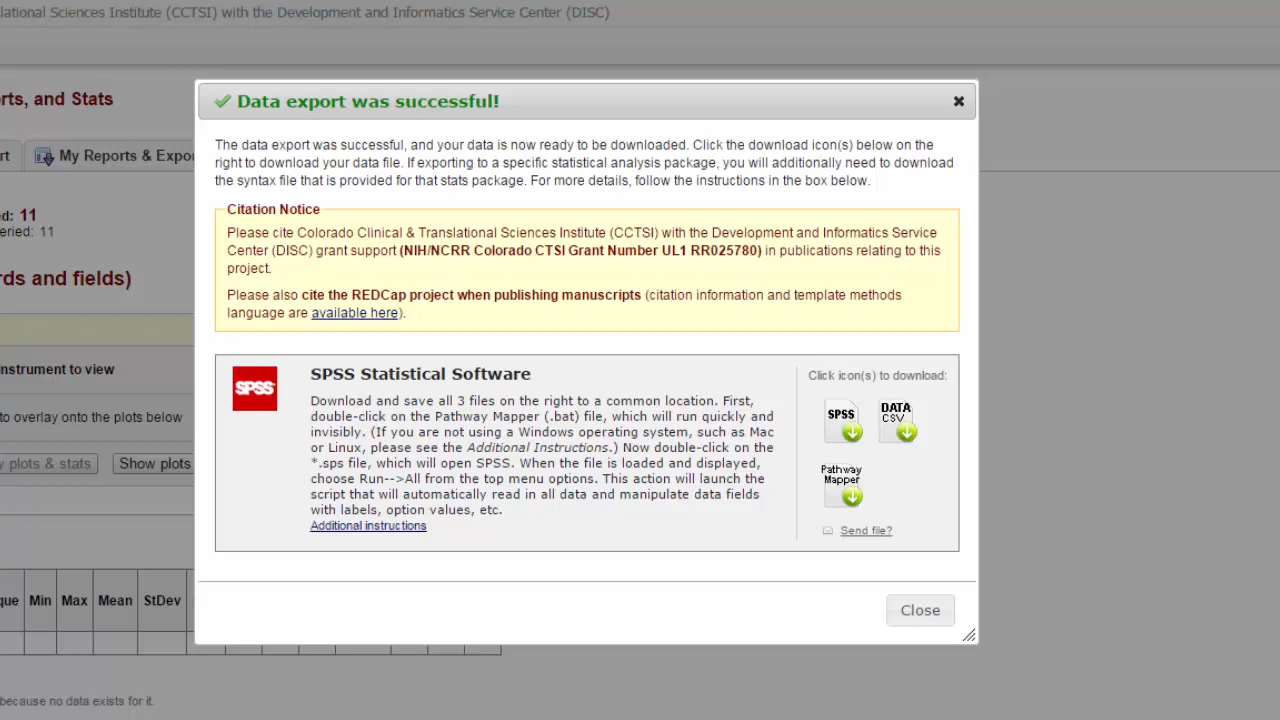 lational Sciences Institute (CCTSI) with the Development and Informatics Service Center (DISC)
rts, and Stats
rt
My Reports & Expo
ed: 11
eried: 11
rds and fields)
nstrument to view
to overlay onto the plots below
y plots & stats
Show plots
que Min Max Mean StDev
because no data exists for it.
Data export was successful!
The data export was successful, and your data is now ready to be downloaded. Click the download icon(s) below on the
right to download your data file. If exporting to a specific statistical analysis package, you will additionally need to download
the syntax file that is provided for that stats package. For more details, follow the instructions in the box below.
Citation Notice
Please cite Colorado Clinical & Translational Sciences Institute (CCTSI) with the Development and Informatics Service
Center (DISC) grant support (NIH/NCRR Colorado CTSI Grant Number UL1 RR025780) in publications relating to this
project.
Please also cite the REDCap project when publishing manuscripts (citation information and template methods
language are available here).
SPSS
SPSS Statistical Software
Download and save all 3 files on the right to a common location. First,
double-click on the Pathway Mapper (.bat) file, which will run quickly and
invisibly. (If you are not using a Windows operating system, such as Mac
or Linux, please see the Additional Instructions.) Now double-click on the
*.sps file, which will open SPSS. When the file is loaded and displayed,
choose Run-->All from the top menu options. This action will launch the
script that will automatically read in all data and manipulate data fields
with labels, option values, etc.
Additional instructions
Click icon(s) to download:
SPSS
DATA
CSV
Pathway
Mapper
Send file?
Close